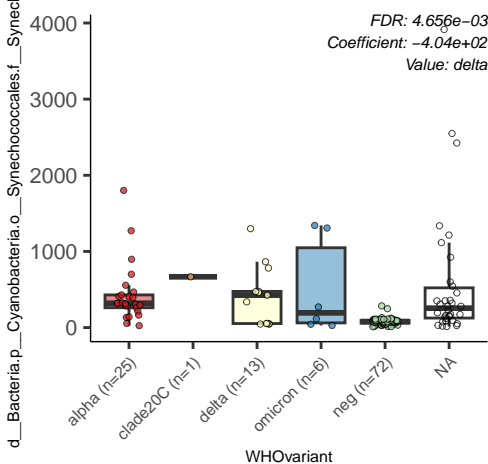 d__Bacteria.p__Cyanobacteria.o__Synechococcales.f__Synech
4000
3000
2000
1000
0
FDR: 4.656e−03
Coefficient: −4.04e+02
Value: delta
alpha (n=25)
clade20C (n=1)
delta (n=13)
omicron (n=6)
neg (n=72)
NA
WHOvariant